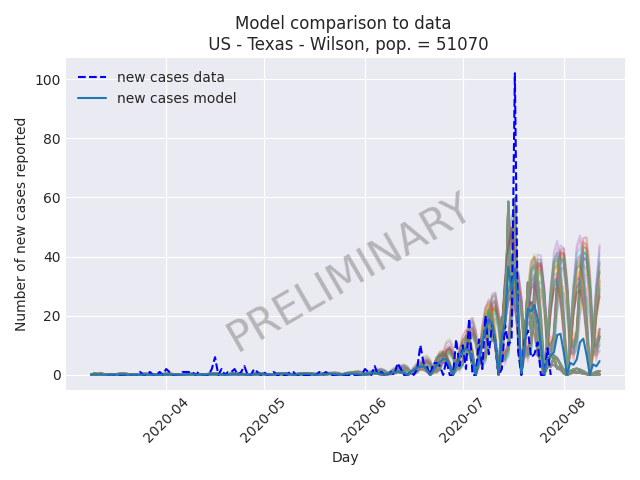 Model comparison to data
US - Texas - Wilson, pop. = 51070
new cases data
new cases model
100
80
60
40
20
0
Number of new cases reported
PRELIMINARY
2020-04
2020-05
2020-06
2020-07
2020-08
Day